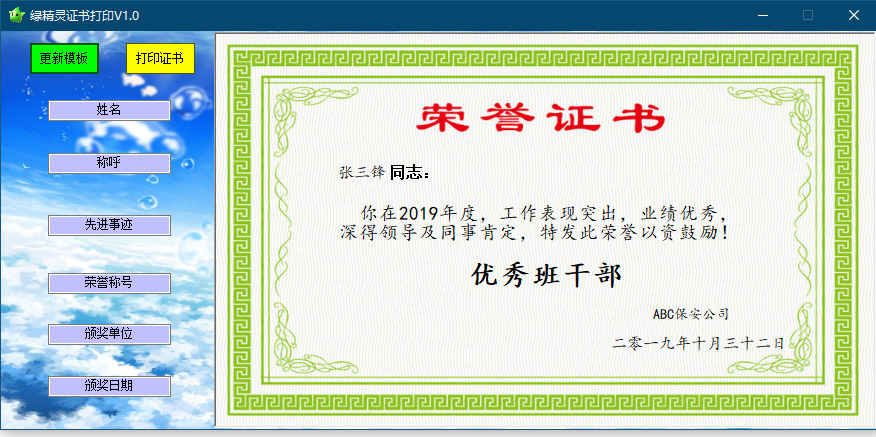 绿精灵证书打印V1.0
更新模板
打印证书
姓名
称呼
先进事迹
荣誉称号
颁奖单位
颁奖日期
荣誉证书
张三锋 同志：
你在2019年度，工作表现突出，业绩优秀，
深得领导及同事肯定，特发此荣誉以资鼓励！
优秀班干部
ABC保安公司
二零一九年十月三十二日